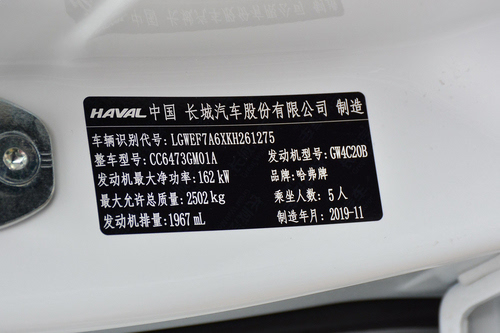 HAVAL 中国 长城汽车股份有限公司 制造
车辆识别代号: LGWEF7A6XKH261275
整车型号: CC6473GM01A 发动机型号: GW4C20B
发动机最大净功率: 162 kW 品牌: 哈弗牌
最大允许总质量: 2502 kg 乘坐人数: 5 人
发动机排量: 1967 mL 制造年月: 2019-11